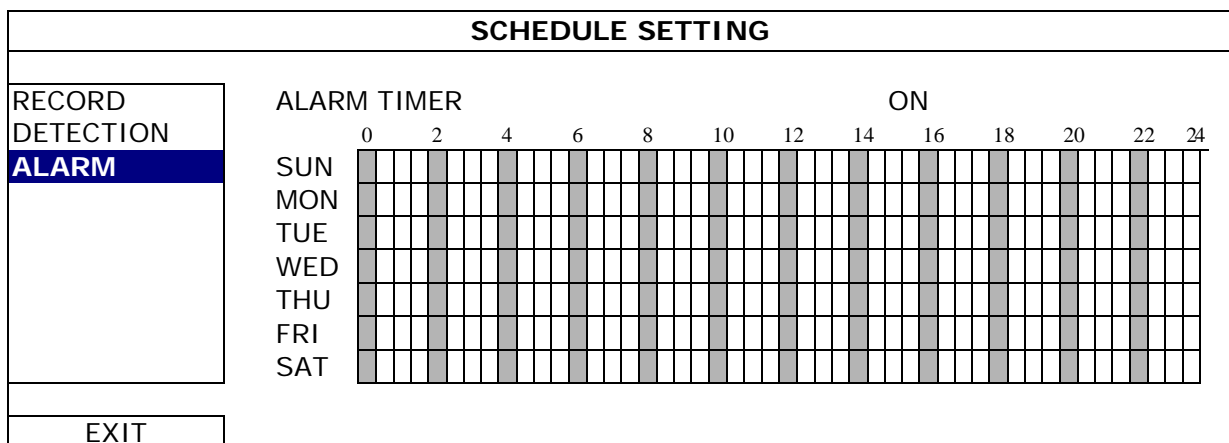 SCHEDULE SETTING
RECORD
DETECTION
ALARM
EXIT
ALARM TIMER ON
0 2 4 6 8 10 12 14 16 18 20 22 24
SUN
MON
TUE
WED
THU
FRI
SAT